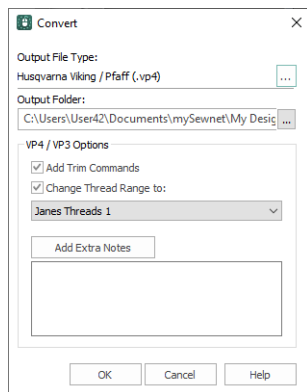 Convert
Output File Type:
Husqvarna Viking / Pfaff (.vp4)
...
Output Folder:
C:\Users\User42\Documents\mySewnet\My Desig
...
VP4 / VP3 Options
Add Trim Commands
Change Thread Range to:
Janes Threads 1
Add Extra Notes
OK
Cancel
Help